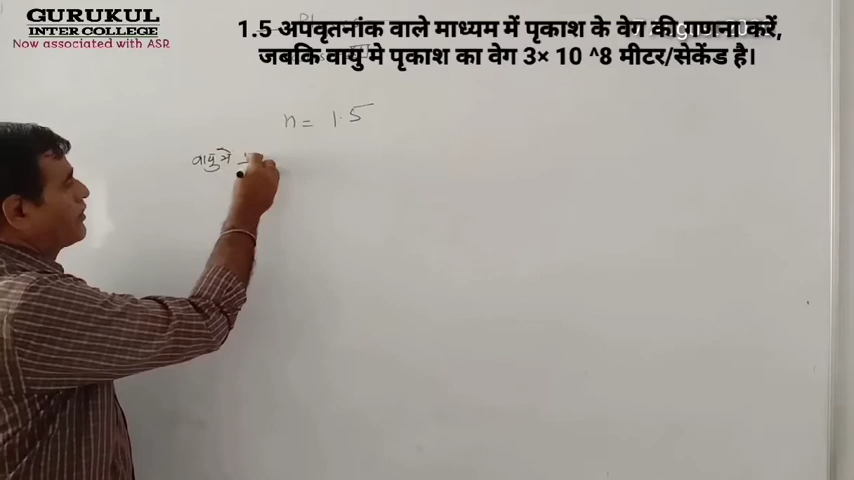 GURUKUL
INTER COLLEGE
Now associated with ASR
1.5 अपवृतनांक वाले माध्यम में पृकाश के वेग की गणना करें,
जबकि वायु मे पृकाश का वेग 3× 10 ^8 मीटर/सेकेंड है।
n = 1.5
वायु मे